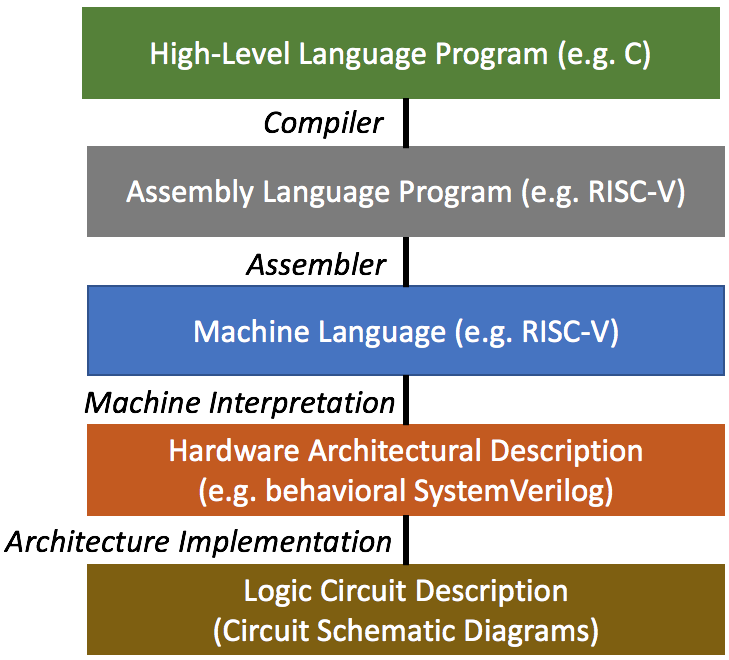 High-Level Language Program (e.g. C)
Compiler
Assembly Language Program (e.g. RISC-V)
Assembler
Machine Language (e.g. RISC-V)
Machine Interpretation
Hardware Architectural Description
(e.g. behavioral SystemVerilog)
Architecture Implementation
Logic Circuit Description
(Circuit Schematic Diagrams)